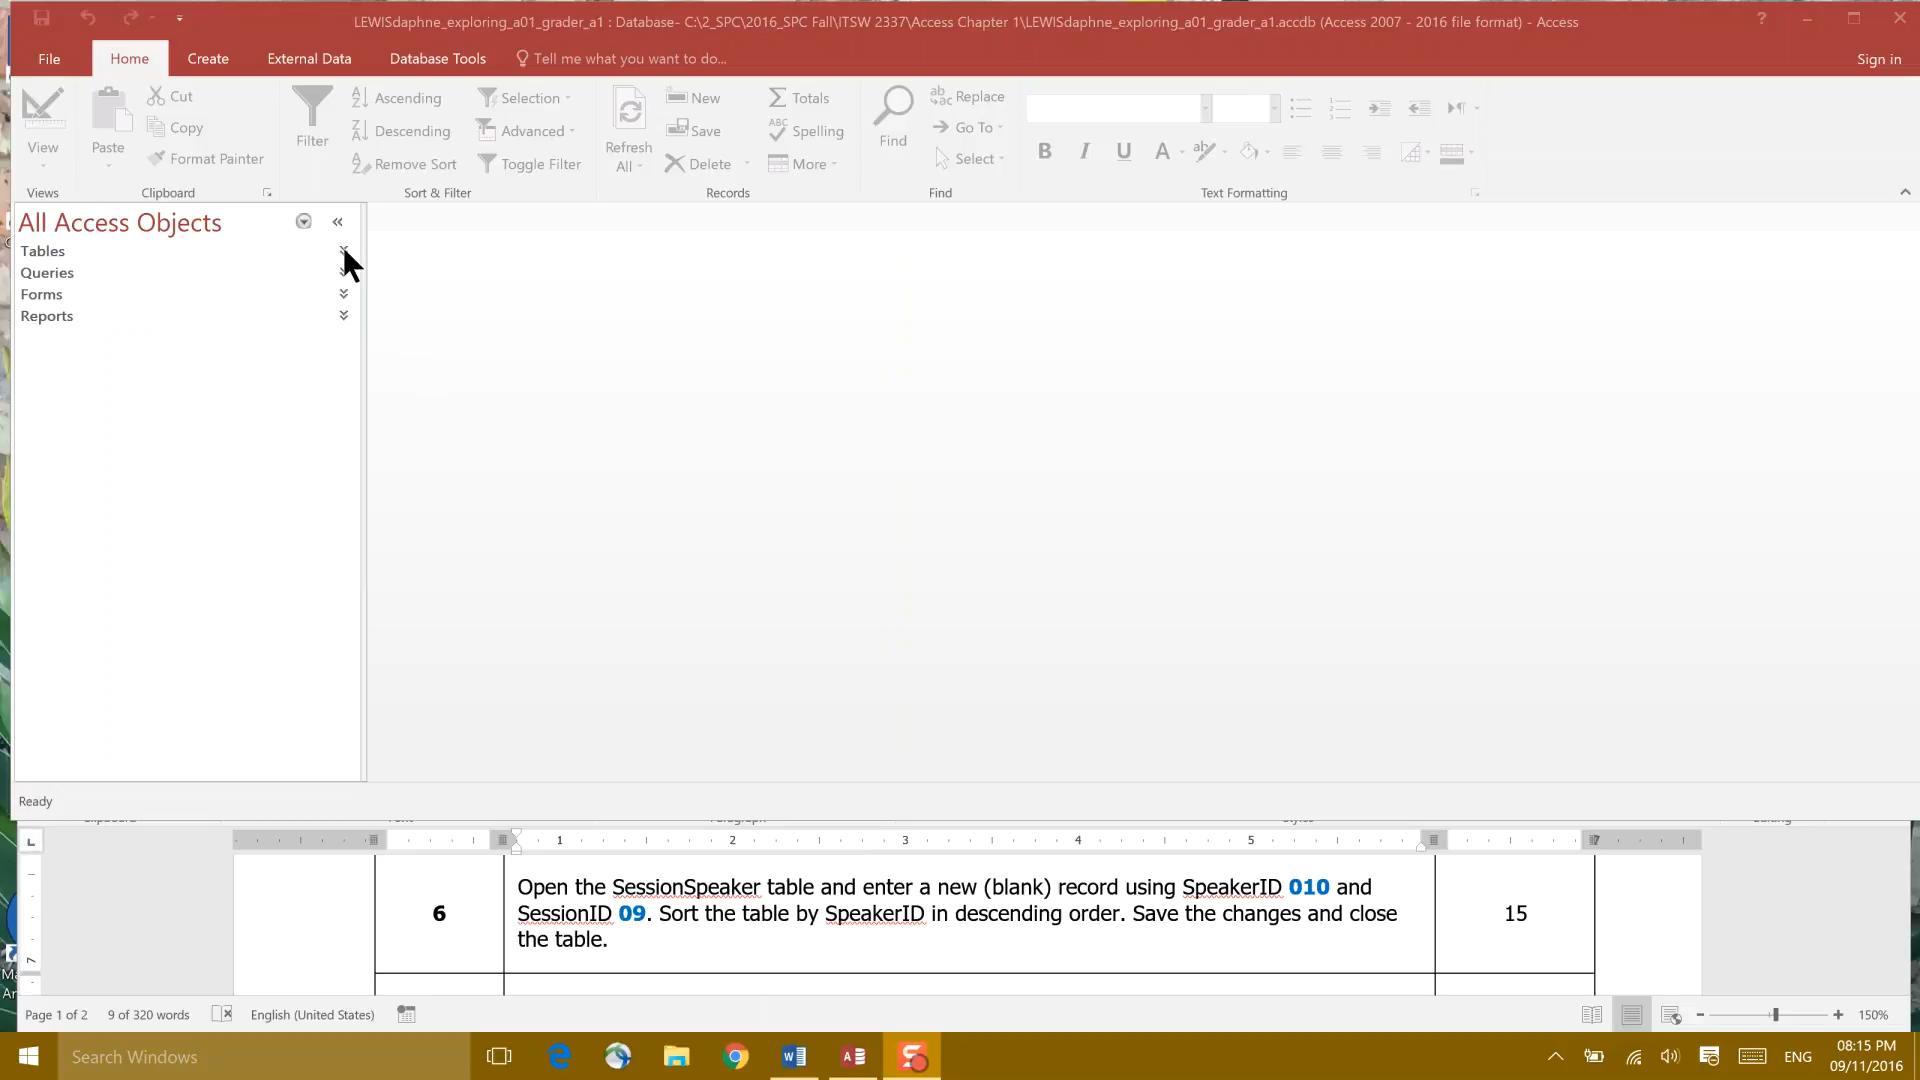 LEWISdaphne_exploring_a01_grader_a1 : Database- C:\2_SPC\2016_SPC Fall\ITSW 2337\Access Chapter 1\LEWISdaphne_exploring_a01_grader_a1.accdb (Access 2007 - 2016 file format) - Access
File Home Create External Data Database Tools Tell me what you want to do... Sign in
View
Views
Paste
Cut
Copy
Format Painter
Clipboard
Filter
Ascending
Descending
Remove Sort
Selection
Advanced
Toggle Filter
Sort & Filter
Refresh
All
New
Save
Delete
Totals
Spelling
More
Records
Find
Replace
Go To
Select
Find
B I U A
Text Formatting
All Access Objects
Tables
Queries
Forms
Reports
Ready
1 2 3 4 5 7
6
Open the SessionSpeaker table and enter a new (blank) record using SpeakerID 010 and
SessionID 09. Sort the table by SpeakerID in descending order. Save the changes and close
the table.
15
Page 1 of 2 9 of 320 words English (United States) 150%
Search Windows
ENG
08:15 PM
09/11/2016